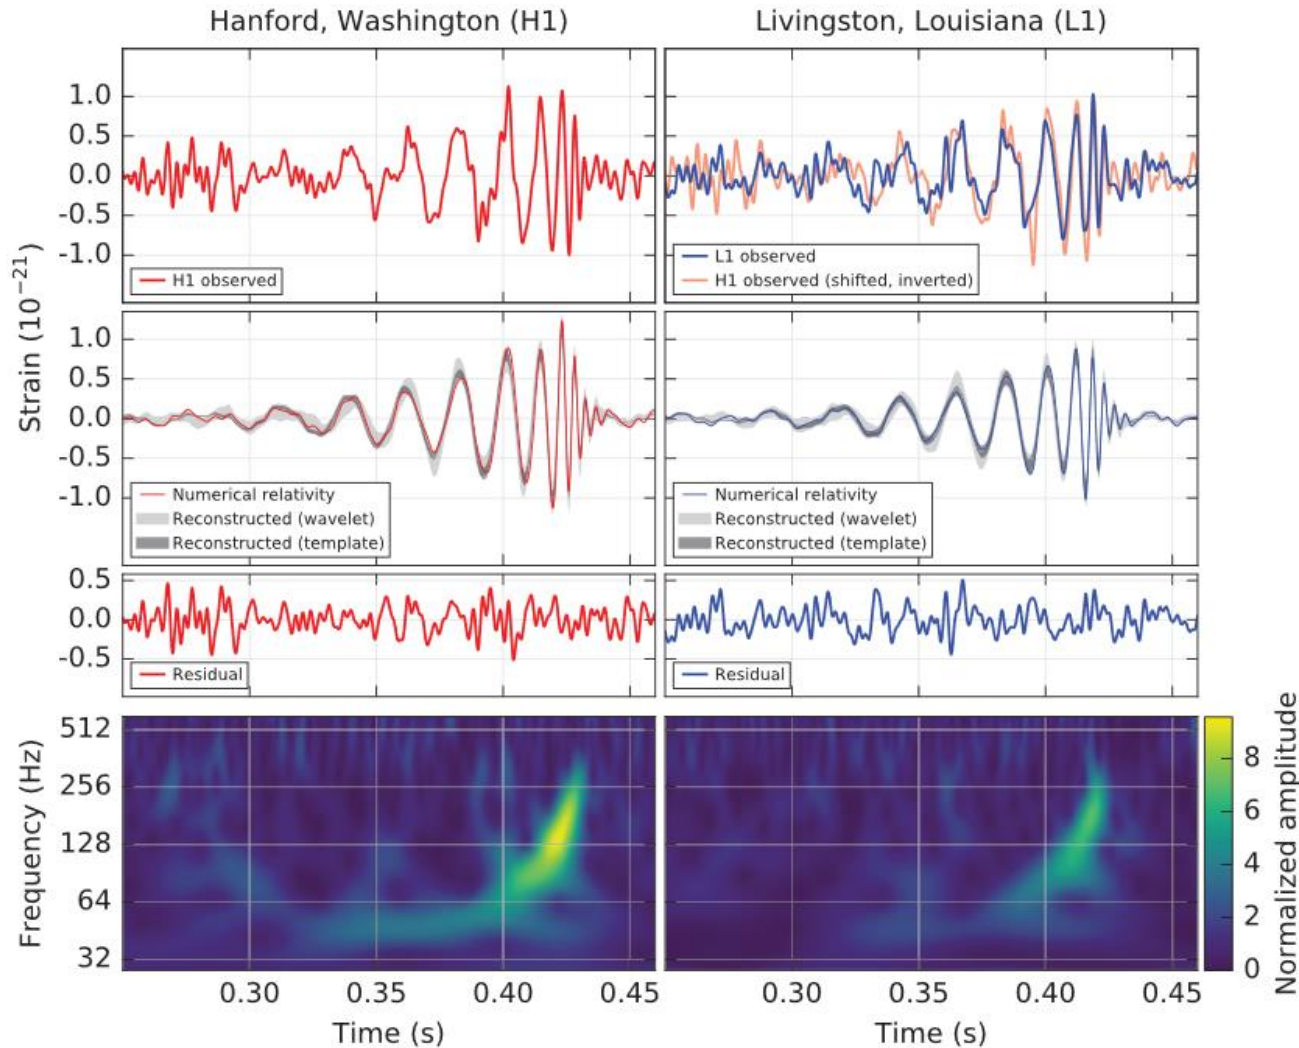 Hanford, Washington (H1)
Livingston, Louisiana (L1)
Strain (10⁻²¹)
1.0
0.5
0.0
-0.5
-1.0
H1 observed
L1 observed
H1 observed (shifted, inverted)
1.0
0.5
0.0
-0.5
-1.0
Numerical relativity
Reconstructed (wavelet)
Reconstructed (template)
Numerical relativity
Reconstructed (wavelet)
Reconstructed (template)
0.5
0.0
-0.5
Residual
Residual
Frequency (Hz)
512
256
128
64
32
Normalized amplitude
8
6
4
2
0
0.30 0.35 0.40 0.45
0.30 0.35 0.40 0.45
Time (s)
Time (s)